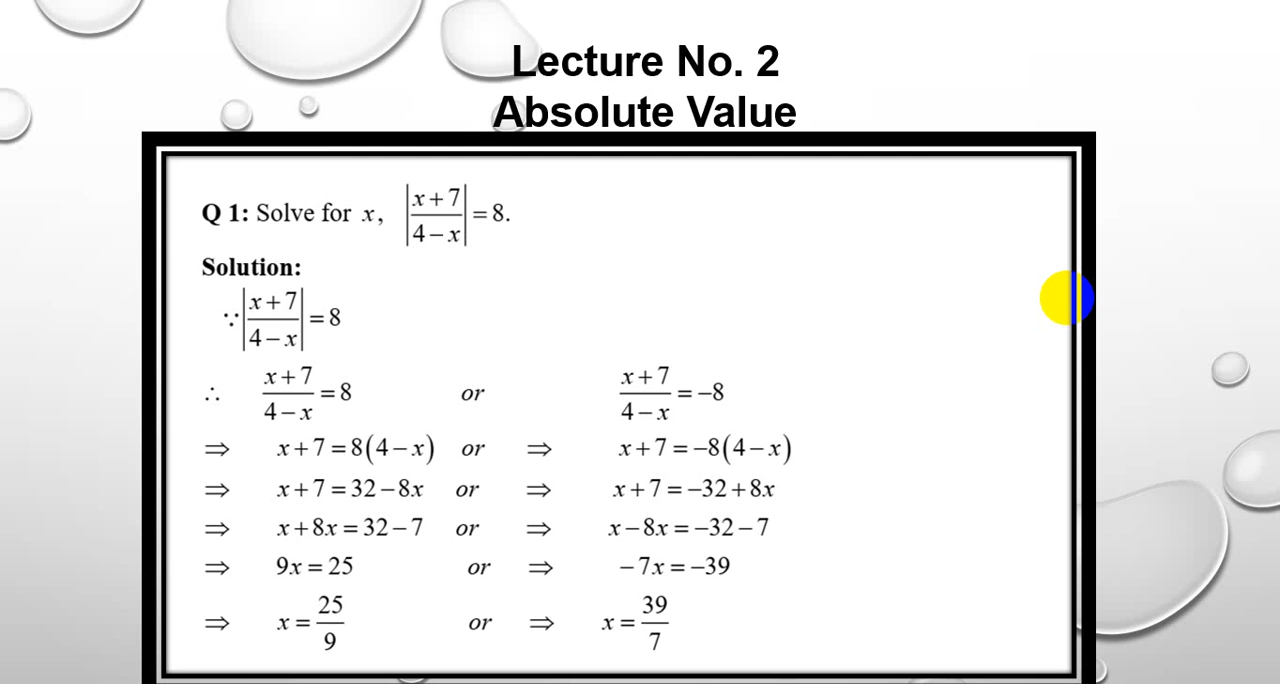 Lecture No. 2
Absolute Value
Q 1: Solve for x, |(x + 7)/(4 − x)| = 8.
Solution:
∵ |(x + 7)/(4 − x)| = 8
∴ (x + 7)/(4 − x) = 8 or (x + 7)/(4 − x) = −8
⇒ x + 7 = 8(4 − x) or ⇒ x + 7 = −8(4 − x)
⇒ x + 7 = 32 − 8x or ⇒ x + 7 = −32 + 8x
⇒ x + 8x = 32 − 7 or ⇒ x − 8x = −32 − 7
⇒ 9x = 25 or ⇒ −7x = −39
⇒ x = 25/9 or ⇒ x = 39/7